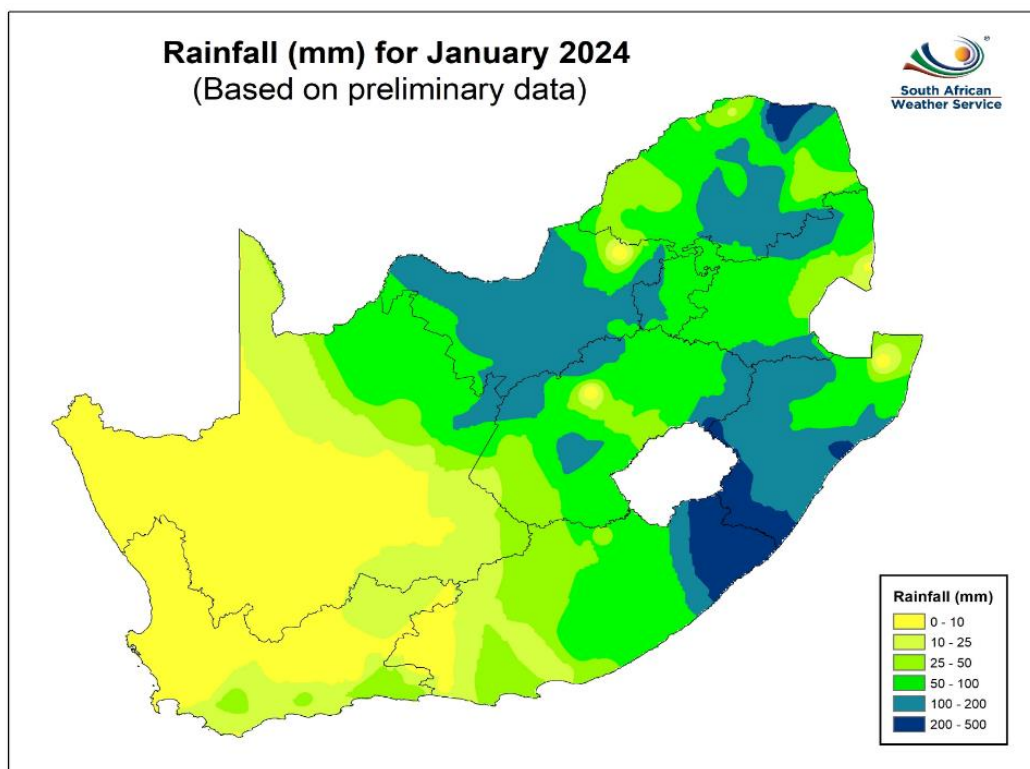 Rainfall (mm) for January 2024
(Based on preliminary data)
South African
Weather Service
Rainfall (mm)
0 - 10
10 - 25
25 - 50
50 - 100
100 - 200
200 - 500